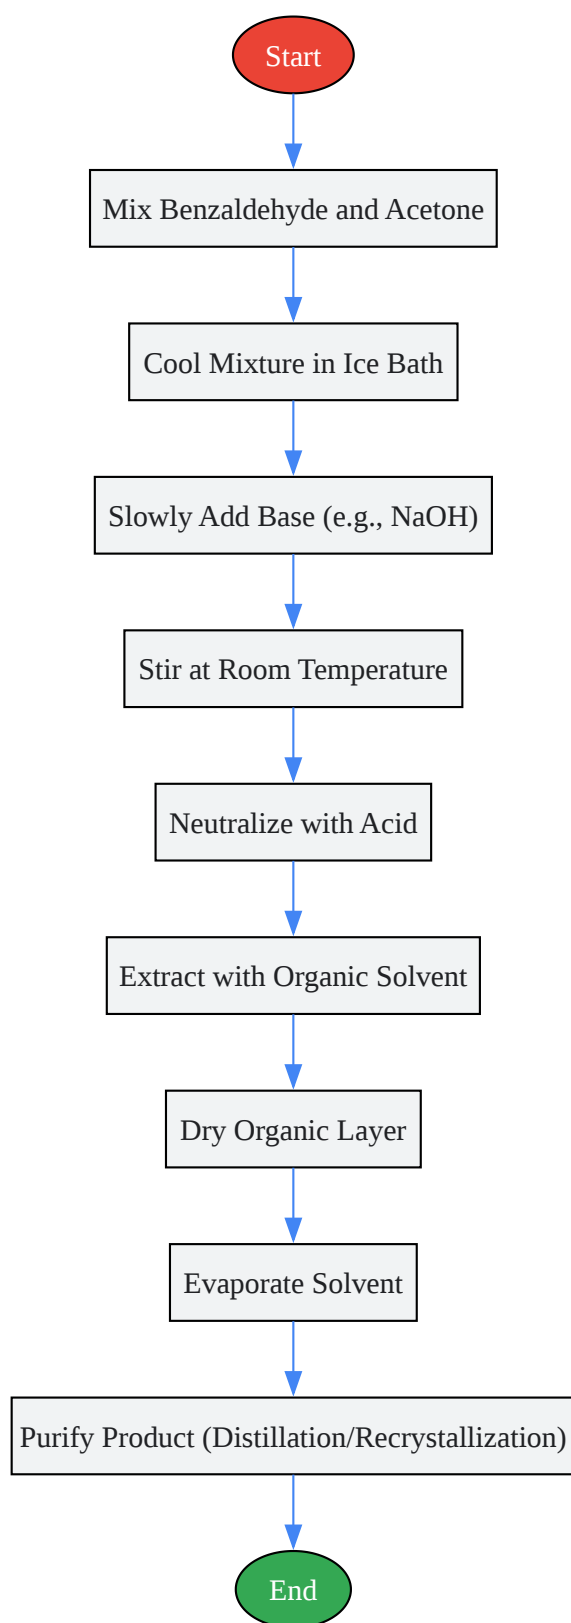 Start
Mix Benzaldehyde and Acetone
Cool Mixture in Ice Bath
Slowly Add Base (e.g., NaOH)
Stir at Room Temperature
Neutralize with Acid
Extract with Organic Solvent
Dry Organic Layer
Evaporate Solvent
Purify Product (Distillation/Recrystallization)
End